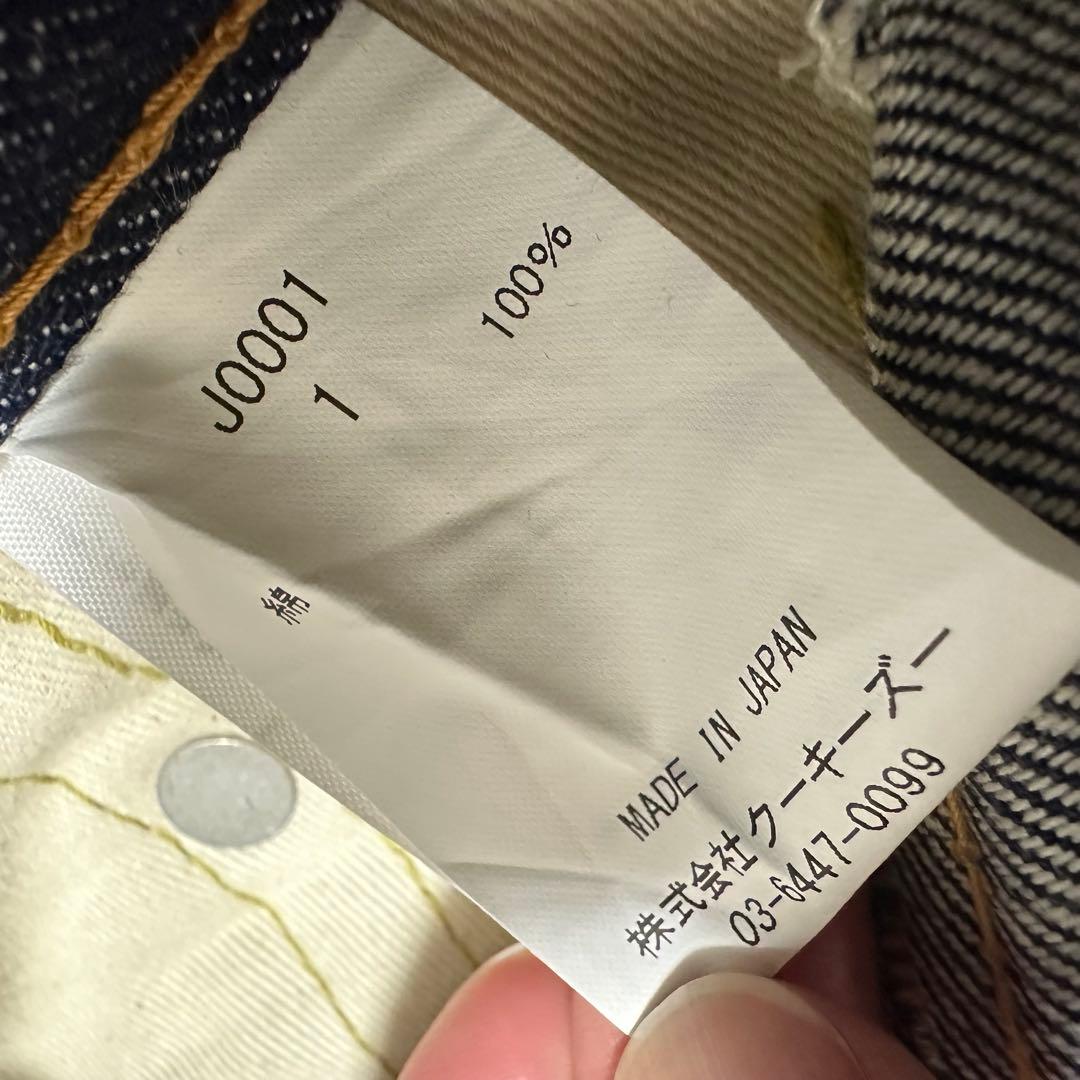 J0001
1
綿 100%
MADE IN JAPAN
株式会社クーキーズー
03-6447-0099